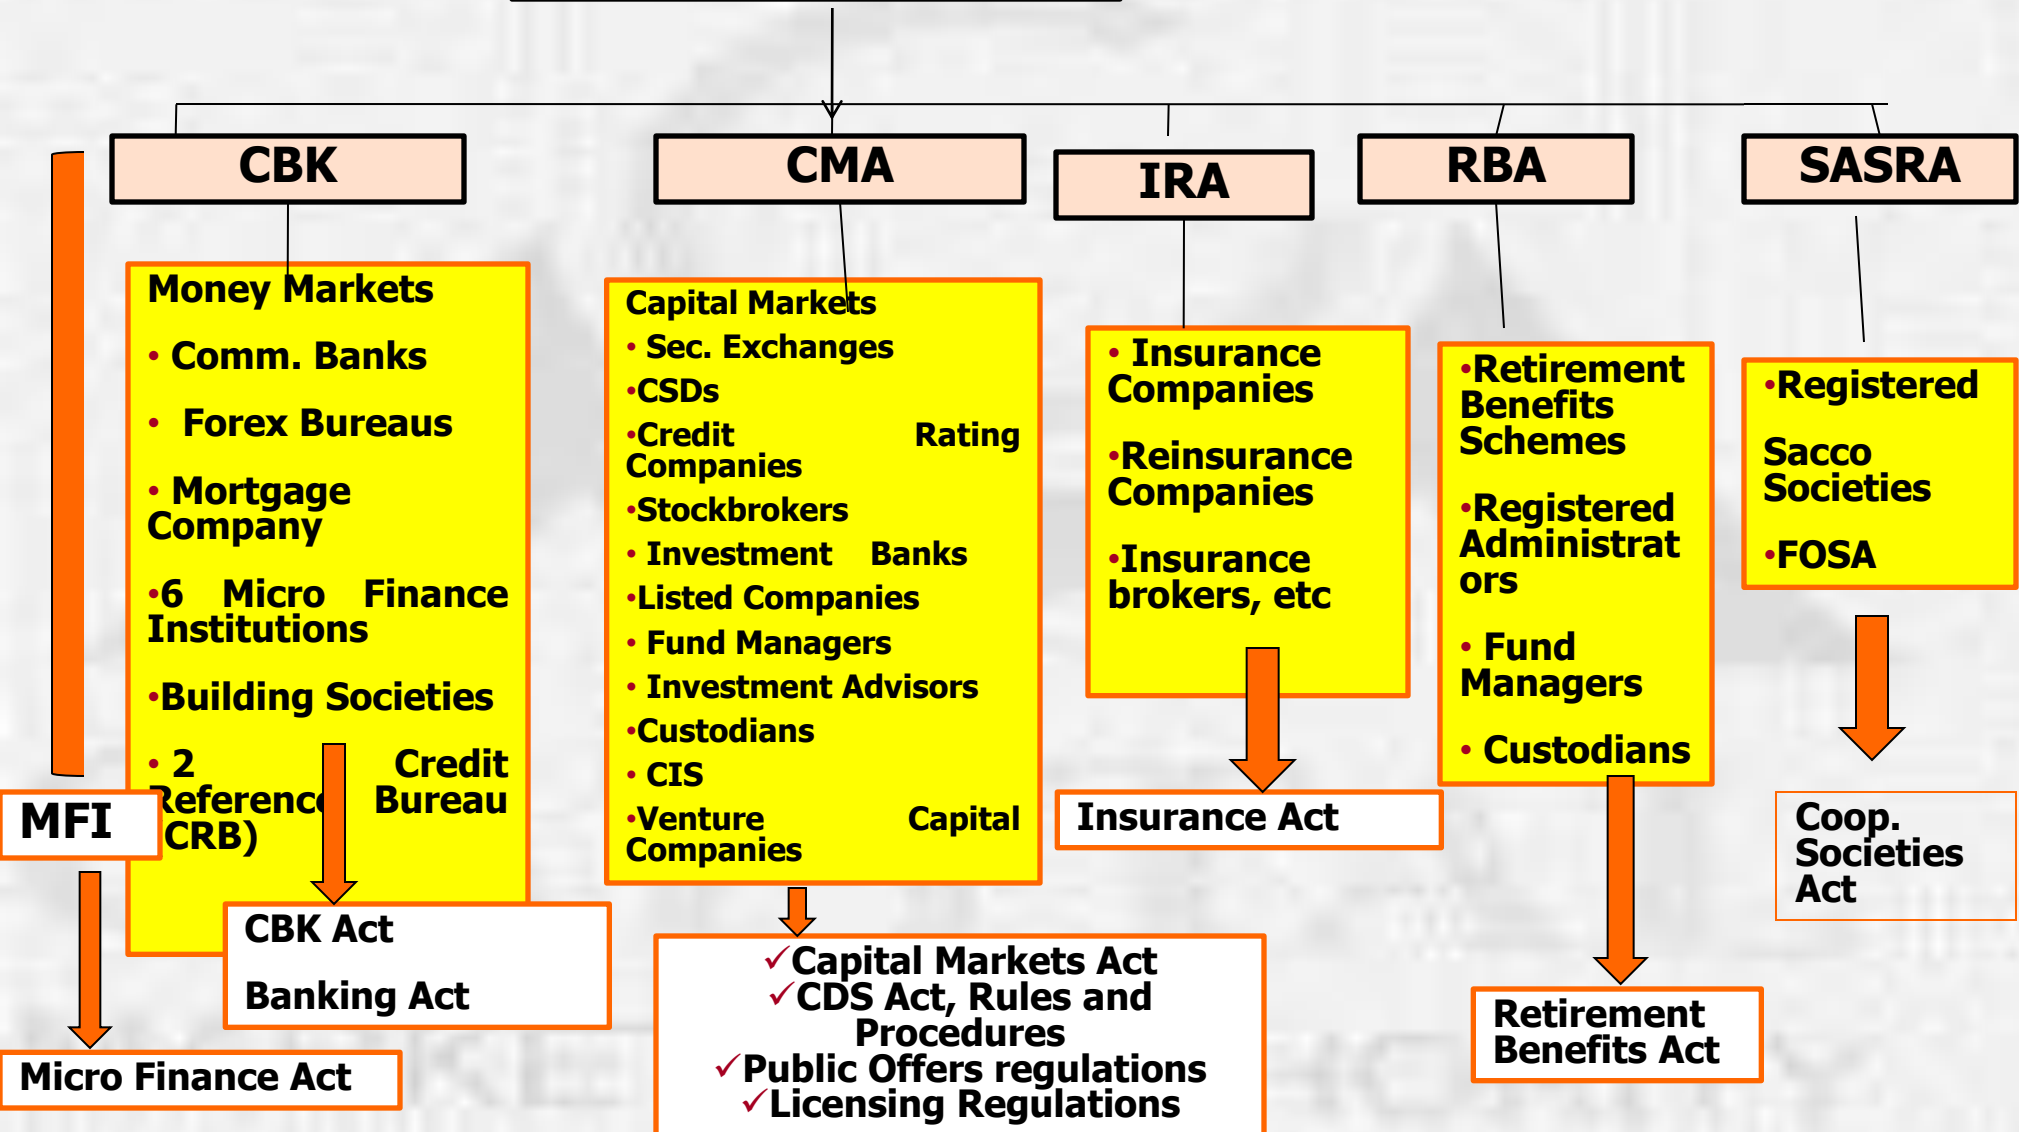 CBK
CMA
IRA
RBA
SASRA
Money Markets
• Comm. Banks
• Forex Bureaus
• Mortgage
Company
•6 Micro Finance
Institutions
•Building Societies
• 2 Credit
Reference Bureau
CRB)
Capital Markets
• Sec. Exchanges
•CSDs
•Credit Rating
Companies
•Stockbrokers
• Investment Banks
•Listed Companies
• Fund Managers
• Investment Advisors
•Custodians
• CIS
•Venture Capital
Companies
• Insurance
Companies
•Reinsurance
Companies
•Insurance
brokers, etc
•Retirement
Benefits
Schemes
•Registered
Administrat
ors
• Fund
Managers
• Custodians
•Registered
Sacco
Societies
•FOSA
MFI
Micro Finance Act
CBK Act
Banking Act
✓Capital Markets Act
✓CDS Act, Rules and
Procedures
✓Public Offers regulations
✓Licensing Regulations
Insurance Act
Retirement
Benefits Act
Coop.
Societies
Act